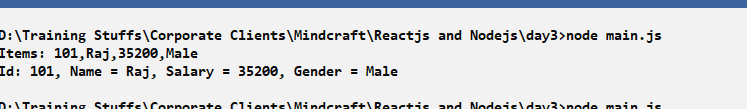 D:\Training Stuffs\Corporate Clients\Mindcraft\Reactjs and Nodejs\day3>node main.js
Items: 101,Raj,35200,Male
Id: 101, Name = Raj, Salary = 35200, Gender = Male
D:\Training Stuffs\Corporate Clients\Mindcraft\Reactjs and Nodejs\day3>node main.js